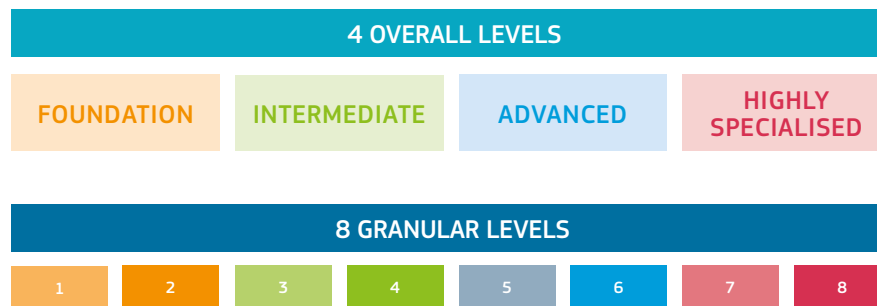 4 OVERALL LEVELS
FOUNDATION
INTERMEDIATE
ADVANCED
HIGHLY
SPECIALISED
8 GRANULAR LEVELS
1 2 3 4 5 6 7 8